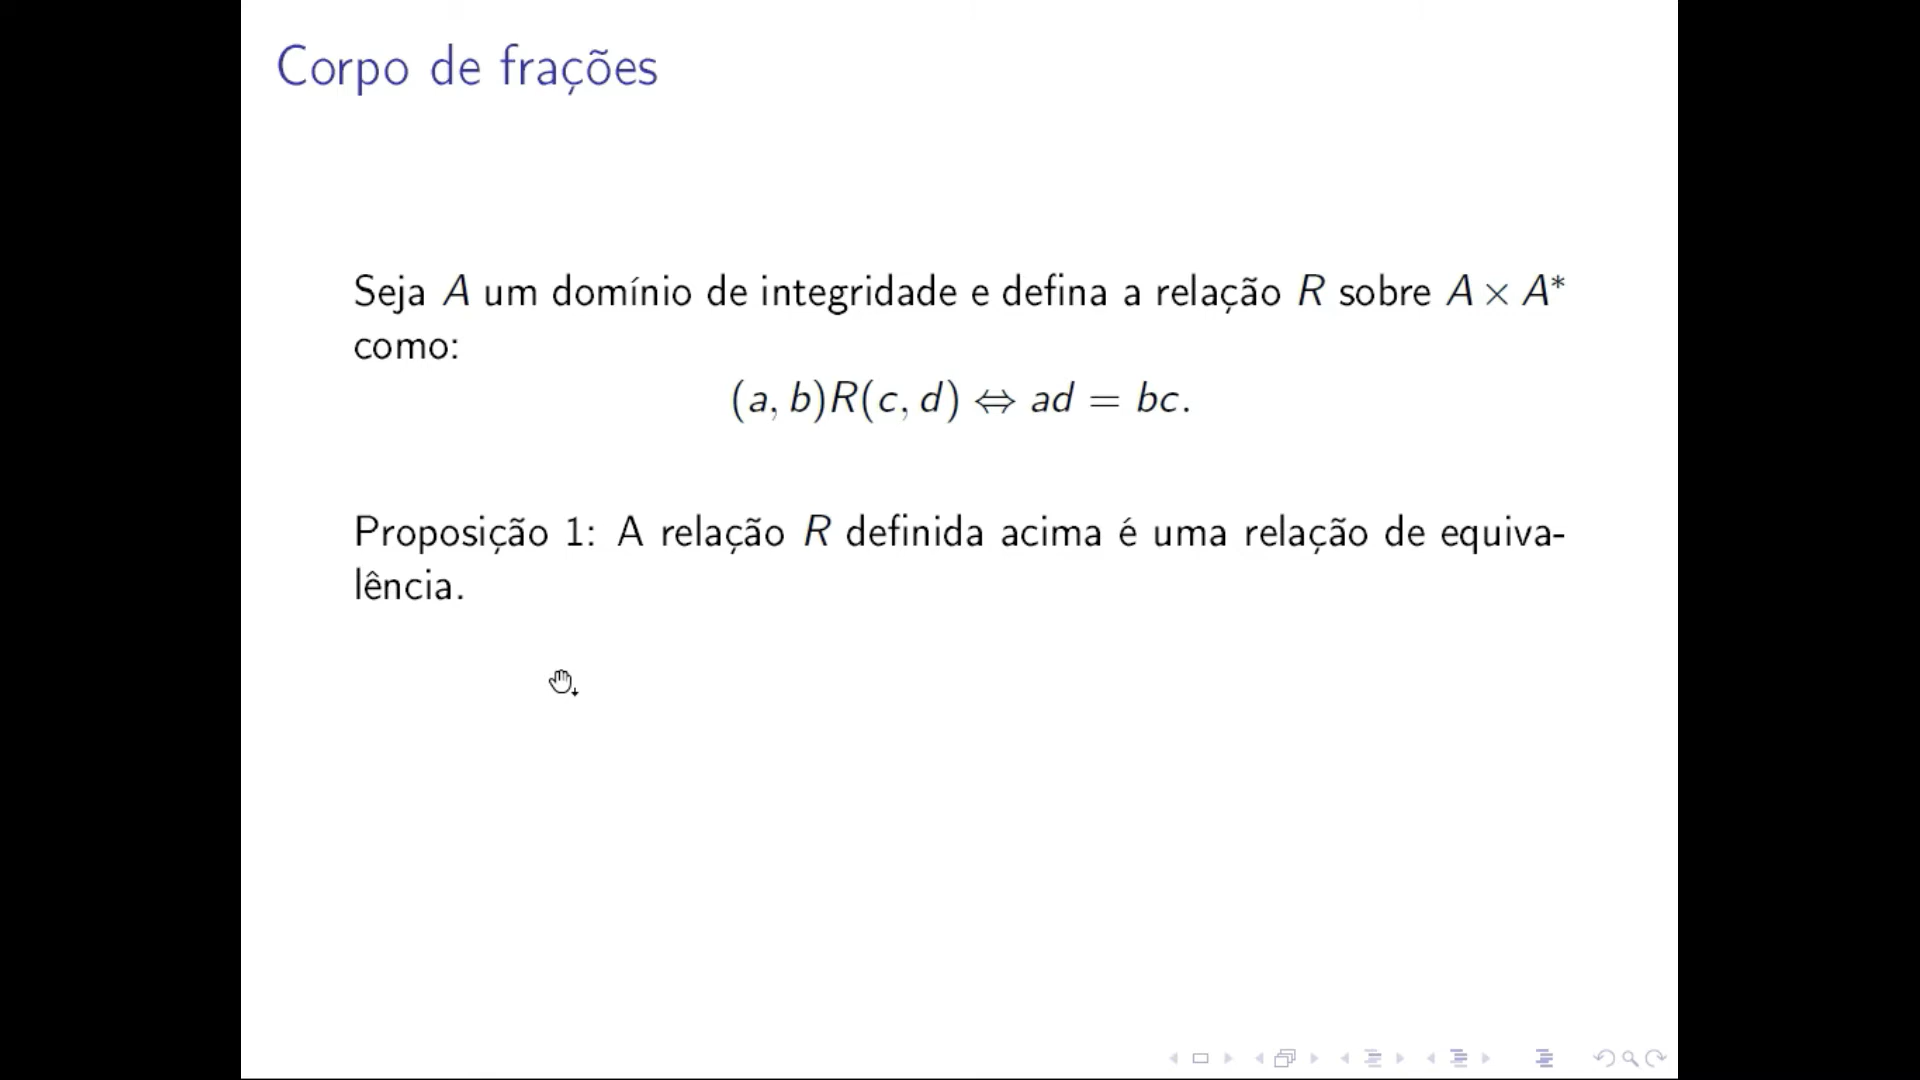 Corpo de frações
Seja A um domínio de integridade e defina a relação R sobre A × A*
como:
(a, b)R(c, d) ⇔ ad = bc.
Proposição 1: A relação R definida acima é uma relação de equiva-
lência.